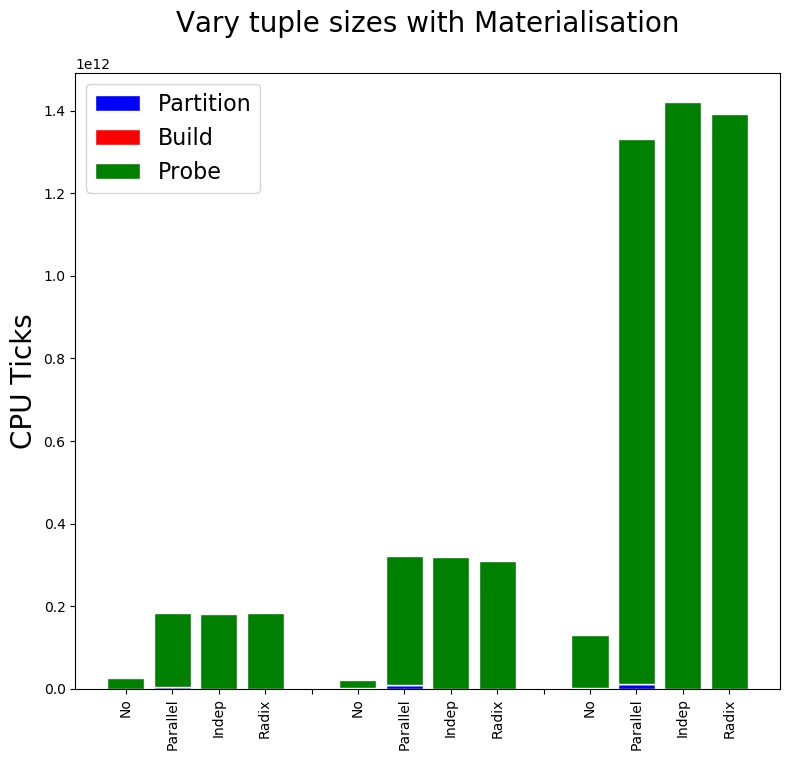 Vary tuple sizes with Materialisation
1e12
Partition
Build
Probe
CPU Ticks
1.4
1.2
1.0
0.8
0.6
0.4
0.2
0.0
No
Parallel
Indep
Radix
No
Parallel
Indep
Radix
No
Parallel
Indep
Radix